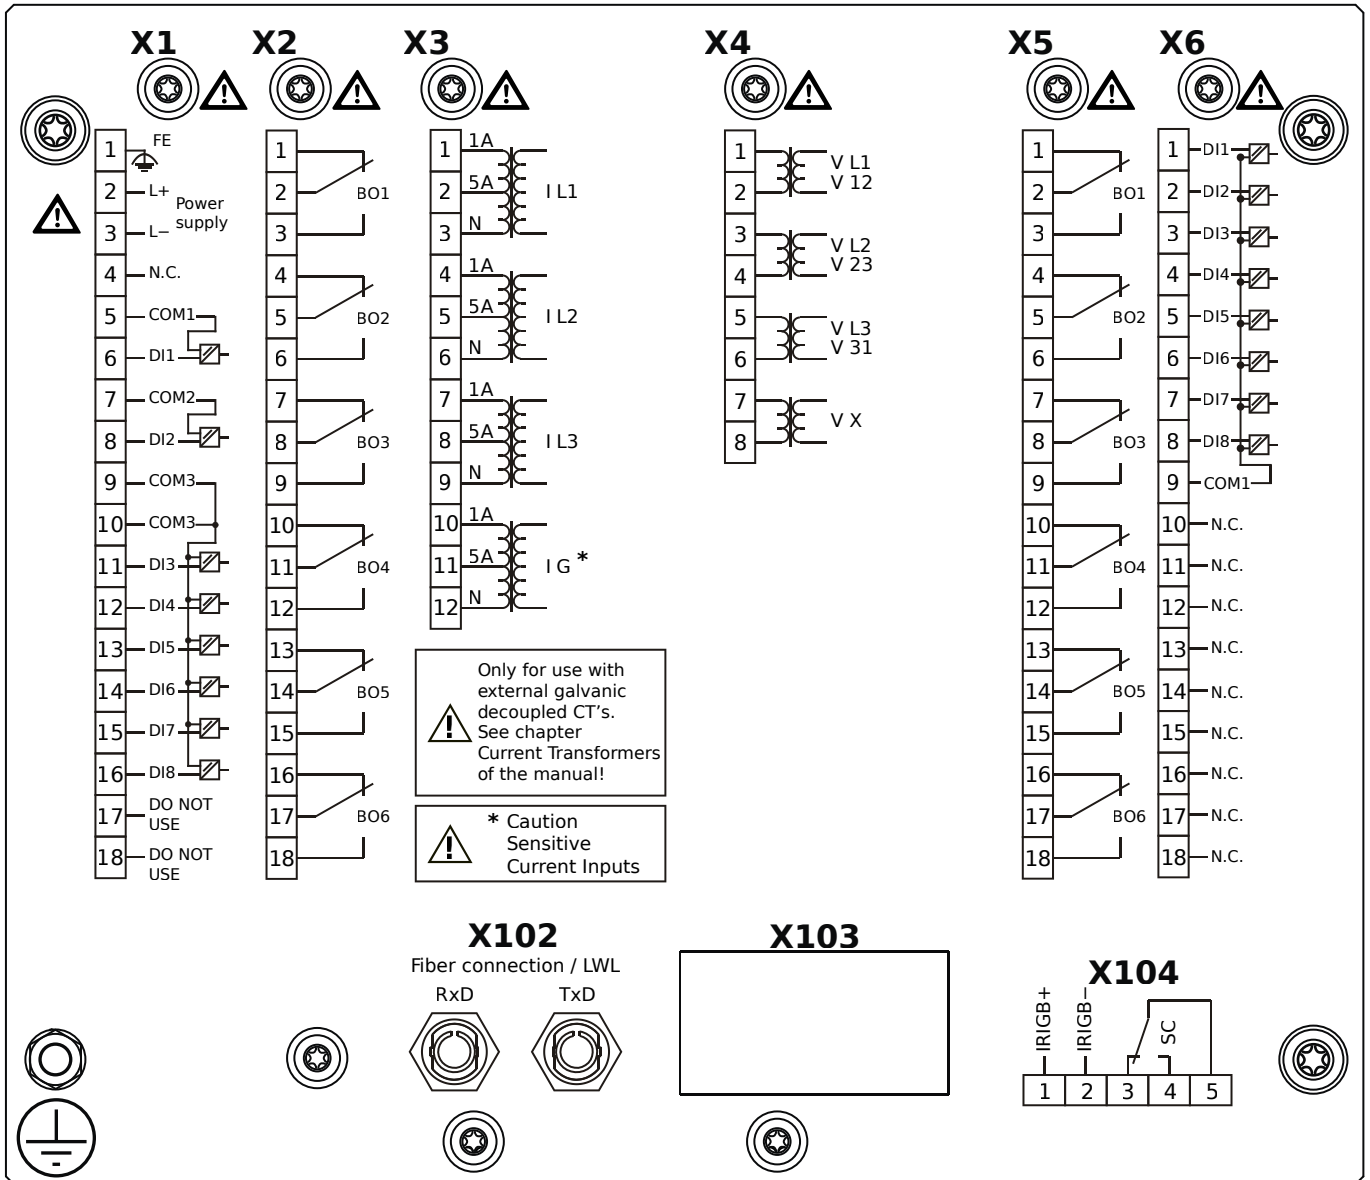 X1
X2
X3
X4
X5
X6
1 FE
2 L+
Power
supply
3 L−
4 N.C.
5 COM1
6 DI1
7 COM2
8 DI2
9 COM3
10 COM3
11 DI3
12 DI4
13 DI5
14 DI6
15 DI7
16 DI8
17 DO NOT
USE
18 DO NOT
USE
1
2 BO1
3
4
5 BO2
6
7
8 BO3
9
10
11 BO4
12
13
14 BO5
15
16
17 BO6
18
1 1A
2 5A I L1
3 N
4 1A
5 5A I L2
6 N
7 1A
8 5A I L3
9 N
10 1A
11 5A I G *
12 N
Only for use with
external galvanic
decoupled CT's.
See chapter
Current Transformers
of the manual!
* Caution
Sensitive
Current Inputs
1 V L1
2 V 12
3 V L2
4 V 23
5 V L3
6 V 31
7 V X
8
1
2 BO1
3
4
5 BO2
6
7
8 BO3
9
10
11 BO4
12
13
14 BO5
15
16
17 BO6
18
1 DI1
2 DI2
3 DI3
4 DI4
5 DI5
6 DI6
7 DI7
8 DI8
9 COM1
10 N.C.
11 N.C.
12 N.C.
13 N.C.
14 N.C.
15 N.C.
16 N.C.
17 N.C.
18 N.C.
X102
Fiber connection / LWL
RxD TxD
X103
X104
IRIGB+
IRIGB−
SC
1 2 3 4 5